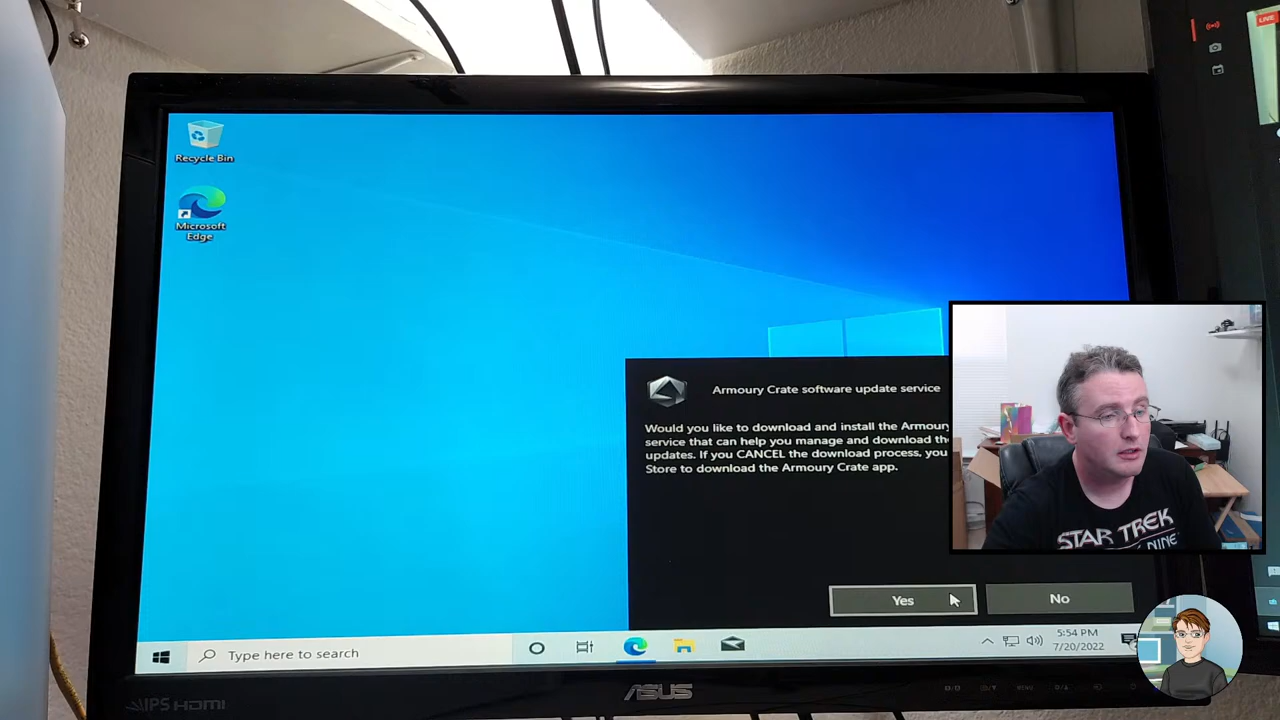 LIVE
Recycle Bin
Microsoft
Edge
Armoury Crate software update service
Would you like to download and install the Armoury
service that can help you manage and download the
updates. If you CANCEL the download process, you
Store to download the Armoury Crate app.
Yes
No
STAR TREK
NINE
Type here to search
5:54 PM
7/20/2022
IPS HDMI
ASUS